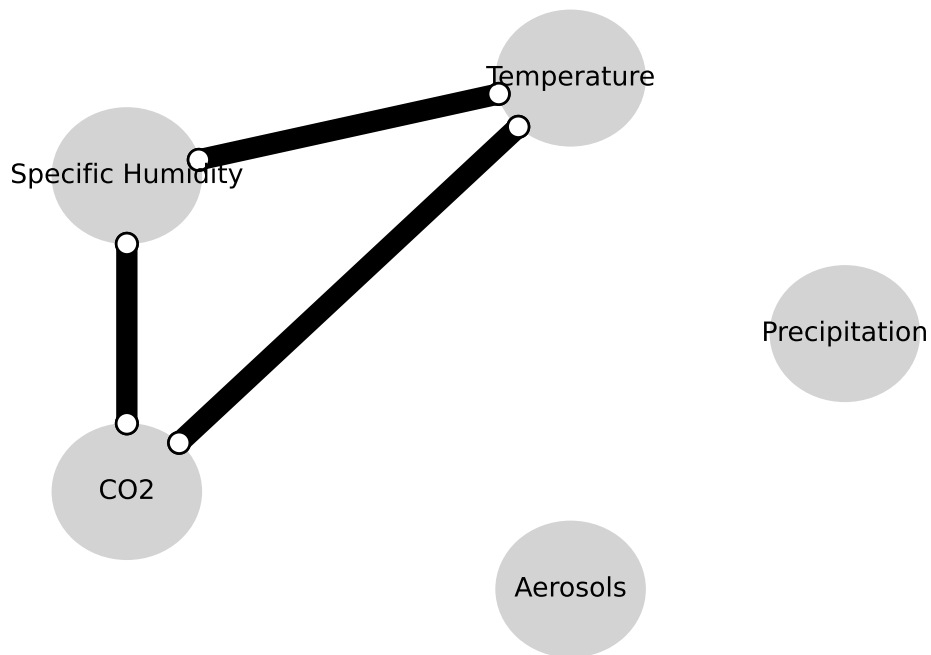 Temperature
Specific Humidity
Precipitation
CO2
Aerosols